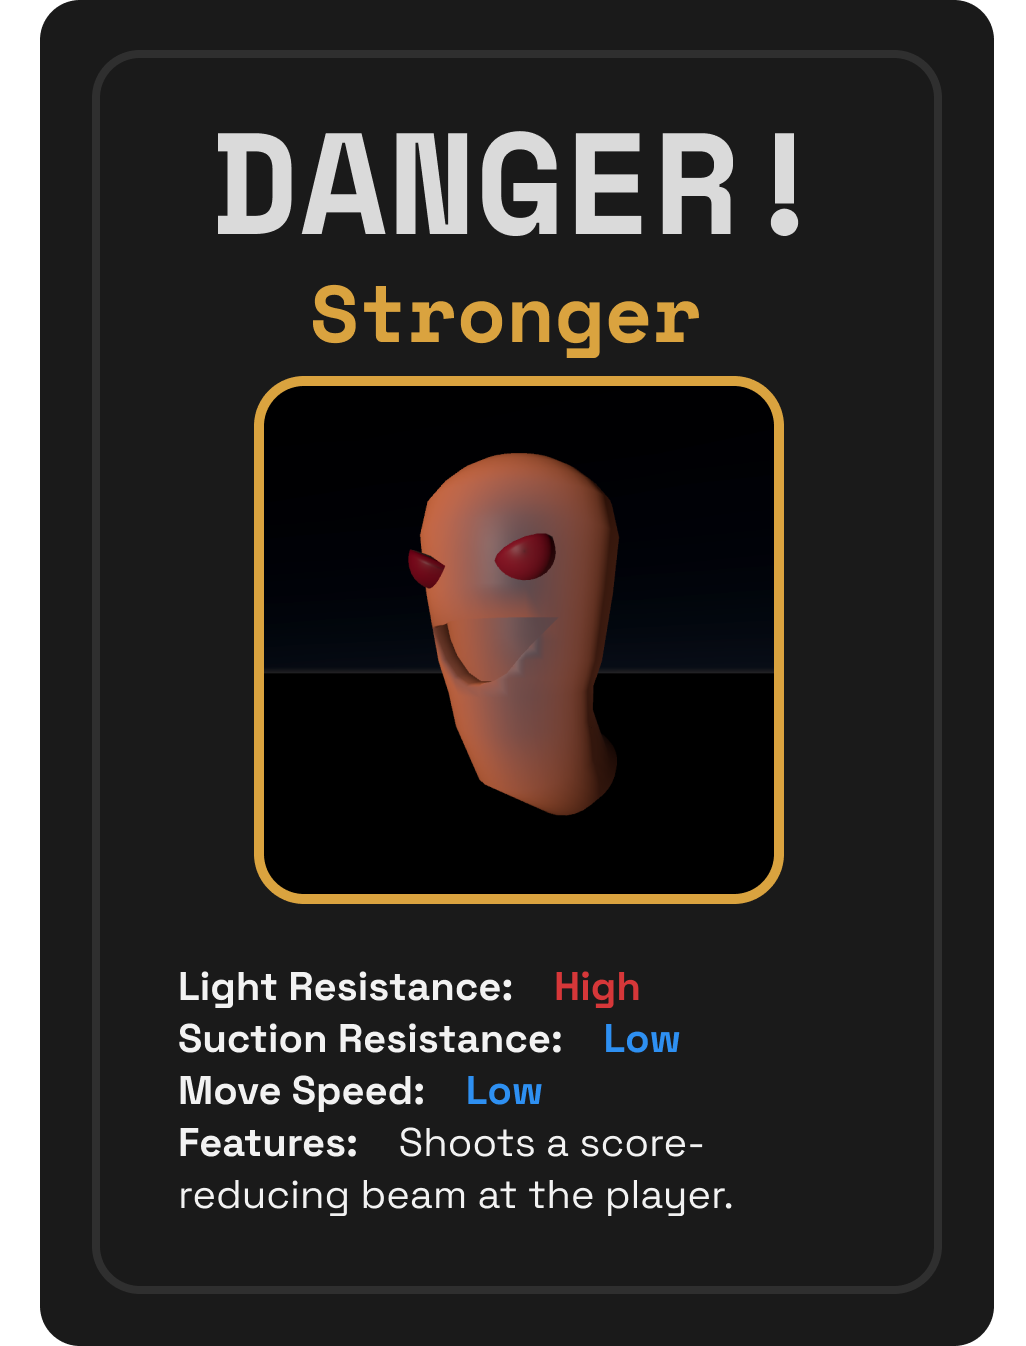 DANGER!
Stronger
Light Resistance: High
Suction Resistance: Low
Move Speed: Low
Features: Shoots a score-
reducing beam at the player.